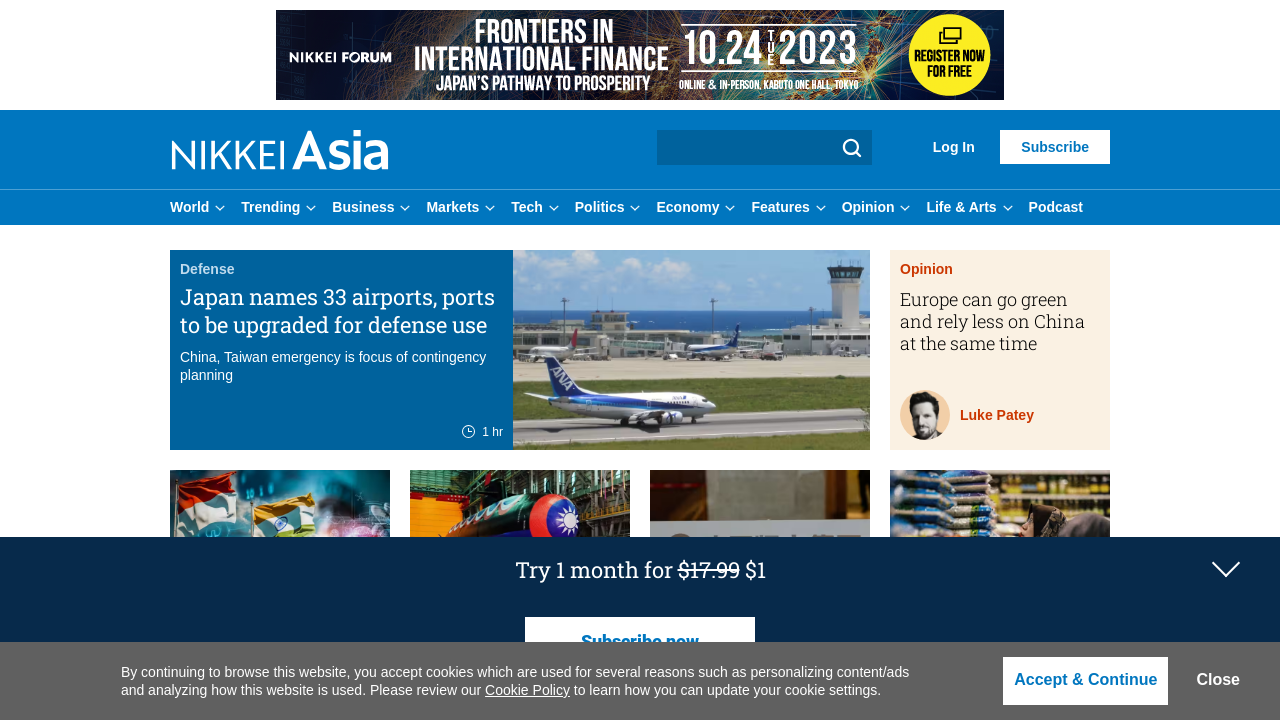 NIKKEI FORUM
FRONTIERS IN
INTERNATIONAL FINANCE
JAPAN'S PATHWAY TO PROSPERITY
10.24 TUE 2023
ONLINE & IN-PERSON, KABUTO ONE HALL, TOKYO
REGISTER NOW
FOR FREE
NIKKEI Asia
Log In
Subscribe
World Trending Business Markets Tech Politics Economy Features Opinion Life & Arts Podcast
Defense
Japan names 33 airports, ports
to be upgraded for defense use
China, Taiwan emergency is focus of contingency
planning
1 hr
ANA
Opinion
Europe can go green
and rely less on China
at the same time
Luke Patey
Try 1 month for $17.99 $1
Subscribe now
By continuing to browse this website, you accept cookies which are used for several reasons such as personalizing content/ads
and analyzing how this website is used. Please review our Cookie Policy to learn how you can update your cookie settings.
Accept & Continue
Close